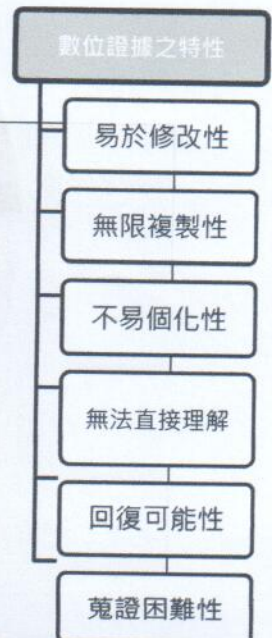 數位證據之特性
易於修改性
無限複製性
不易個化性
無法直接理解
回復可能性
蒐證困難性